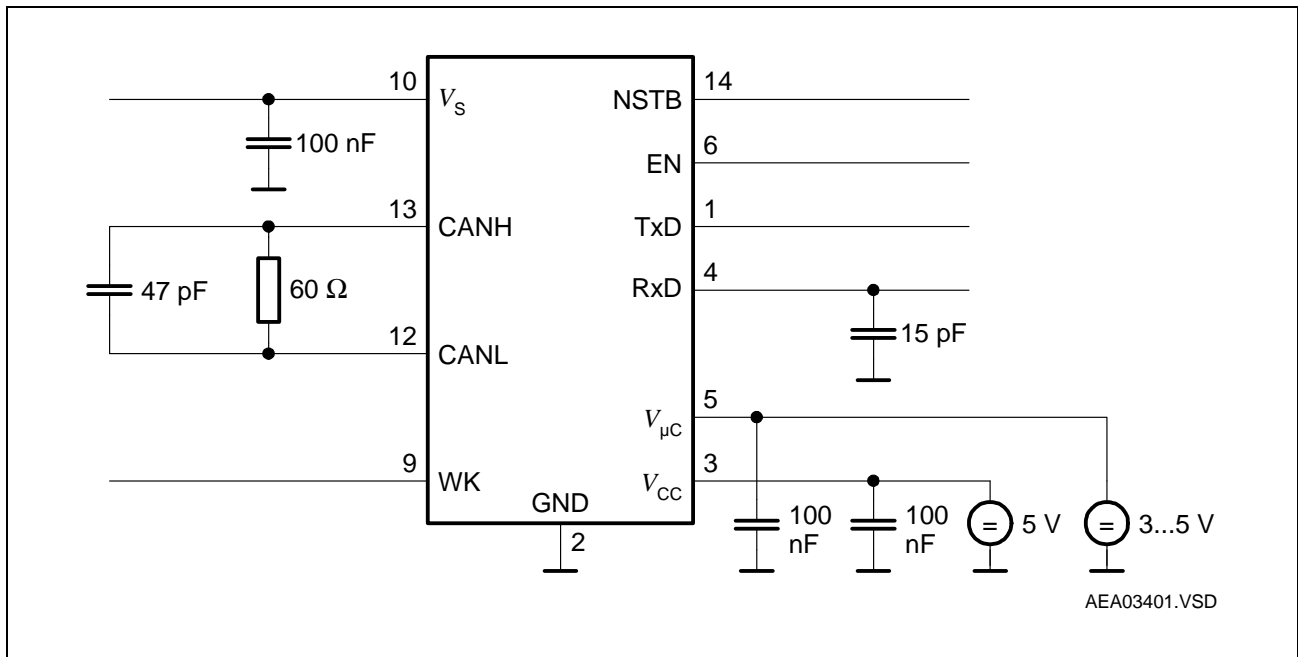 10
V_S
NSTB
14
100 nF
EN
6
13
CANH
TxD
1
47 pF
60 Ω
RxD
4
12
CANL
15 pF
V_µC
5
9
WK
V_CC
3
GND
2
100
nF
100
nF
=
5 V
=
3...5 V
AEA03401.VSD